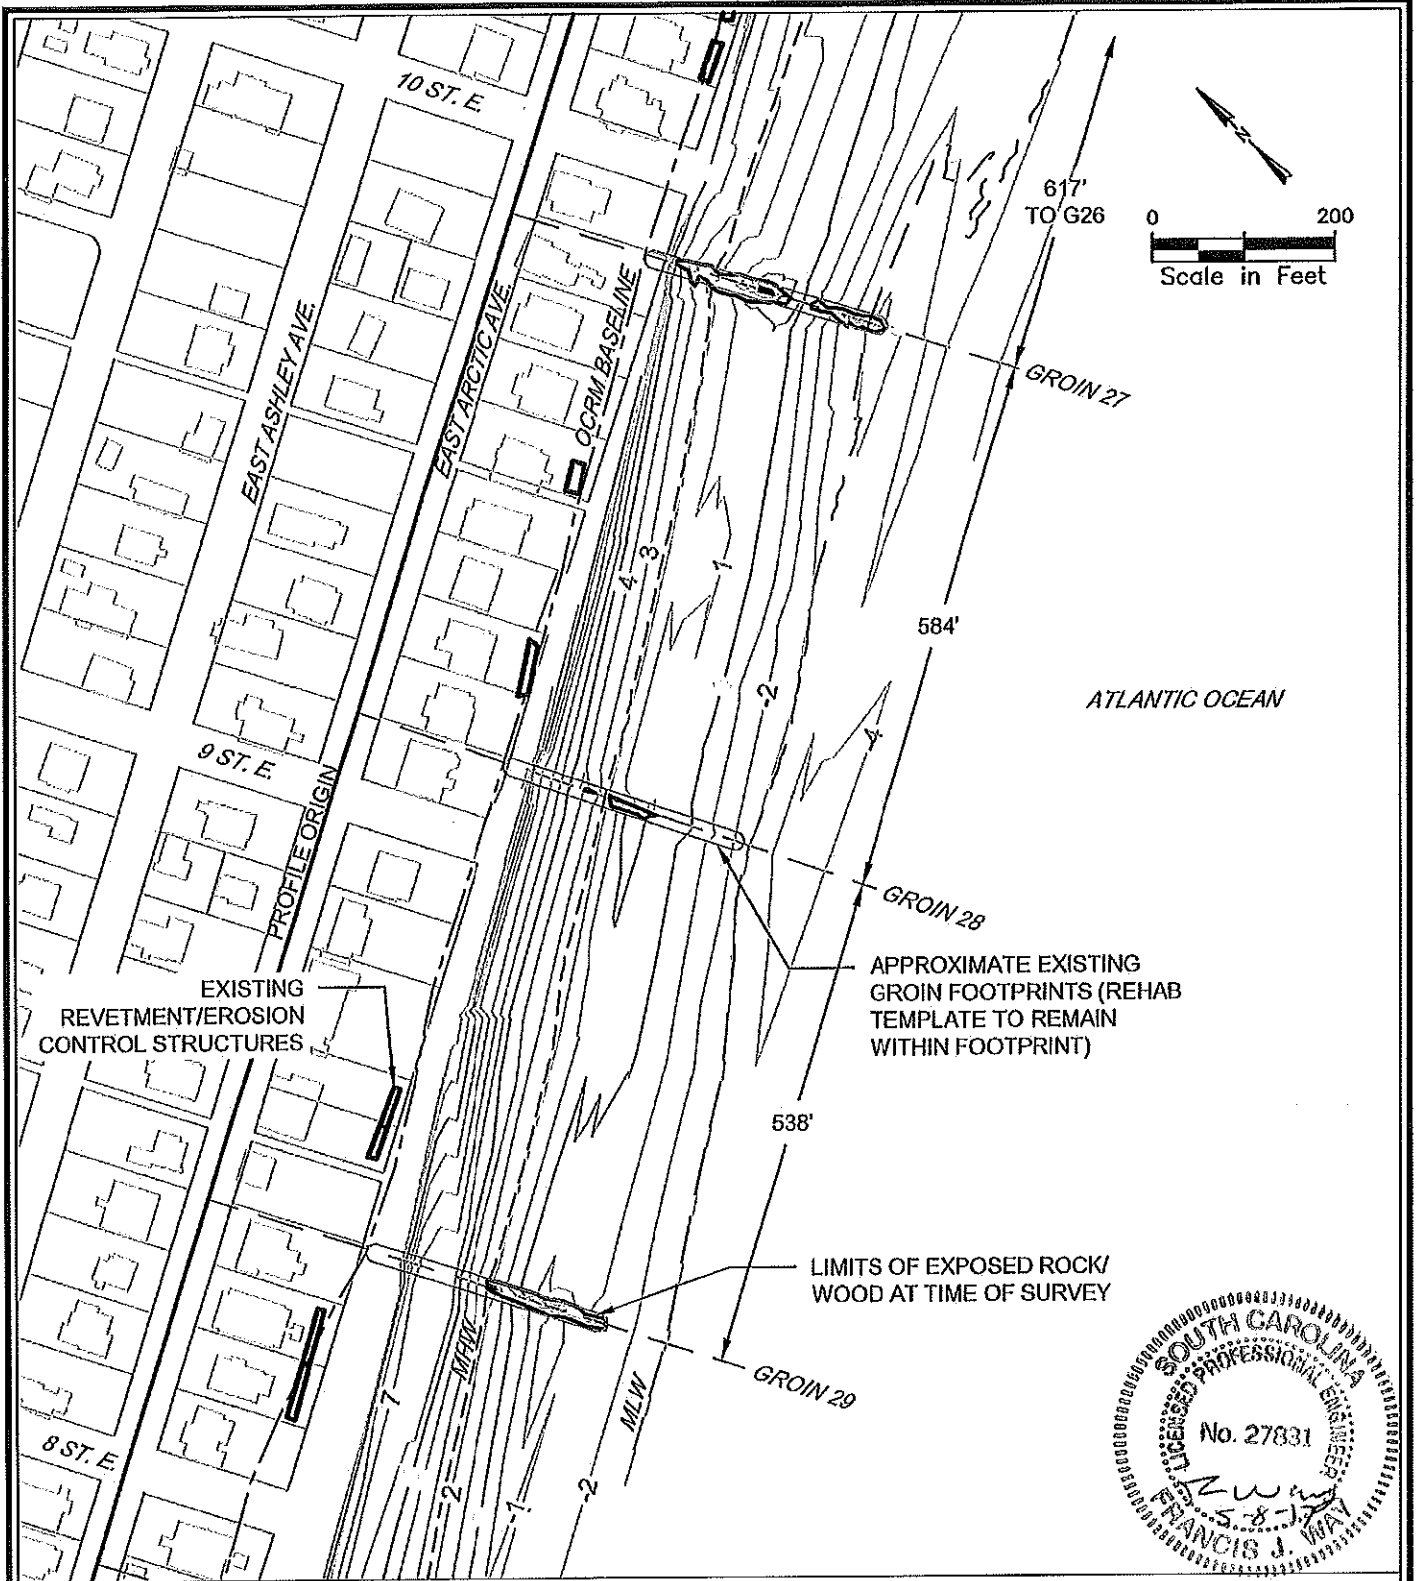 10 ST. E.
617'
TO G26
N
0 200
Scale in Feet
EAST ASHLEY AVE.
EAST ARCTIC AVE.
OCRM BASELINE
GROIN 27
4
3
1
584'
-2
ATLANTIC OCEAN
-4
9 ST. E.
PROFILE ORIGIN
GROIN 28
APPROXIMATE EXISTING
GROIN FOOTPRINTS (REHAB
TEMPLATE TO REMAIN
WITHIN FOOTPRINT)
EXISTING
REVETMENT/EROSION
CONTROL STRUCTURES
538'
LIMITS OF EXPOSED ROCK/
WOOD AT TIME OF SURVEY
GROIN 29
MHW
MLW
7
2
-1
-2
8 ST. E.
SOUTH CAROLINA
LICENSED PROFESSIONAL ENGINEER
No. 27831
5-8-17
FRANCIS J. WAY